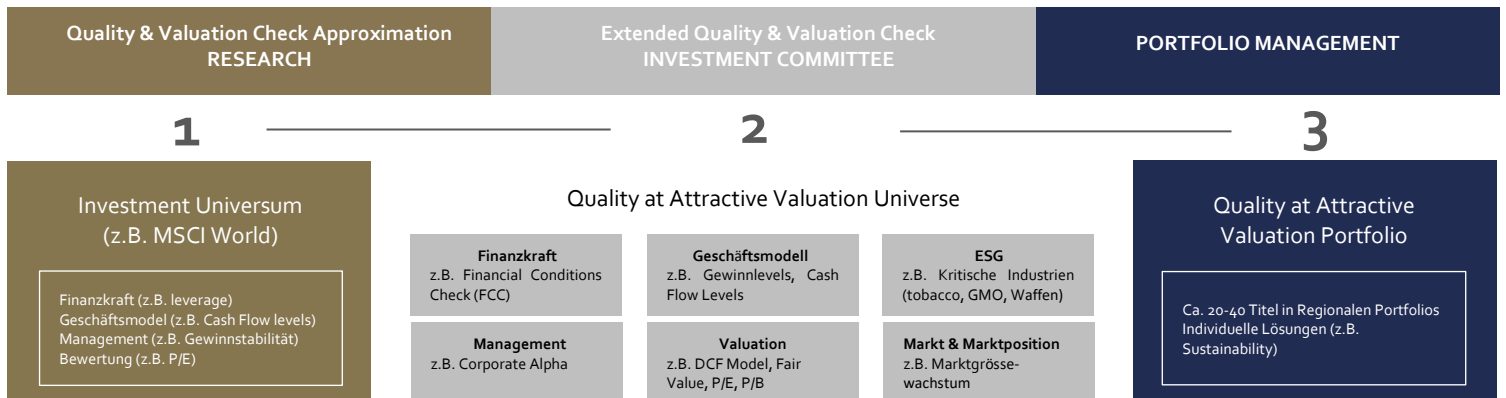 Quality & Valuation Check Approximation
RESEARCH
Extended Quality & Valuation Check
INVESTMENT COMMITTEE
PORTFOLIO MANAGEMENT
1
2
3
Investment Universum
(z.B. MSCI World)
Finanzkraft (z.B. leverage)
Geschäftsmodel (z.B. Cash Flow levels)
Management (z.B. Gewinnstabilität)
Bewertung (z.B. P/E)
Quality at Attractive Valuation Universe
Finanzkraft
z.B. Financial Conditions
Check (FCC)
Geschäftsmodell
z.B. Gewinnlevels, Cash
Flow Levels
ESG
z.B. Kritische Industrien
(tobacco, GMO, Waffen)
Management
z.B. Corporate Alpha
Valuation
z.B. DCF Model, Fair
Value, P/E, P/B
Markt & Marktposition
z.B. Marktgrösse-
wachstum
Quality at Attractive
Valuation Portfolio
Ca. 20-40 Titel in Regionalen Portfolios
Individuelle Lösungen (z.B.
Sustainability)